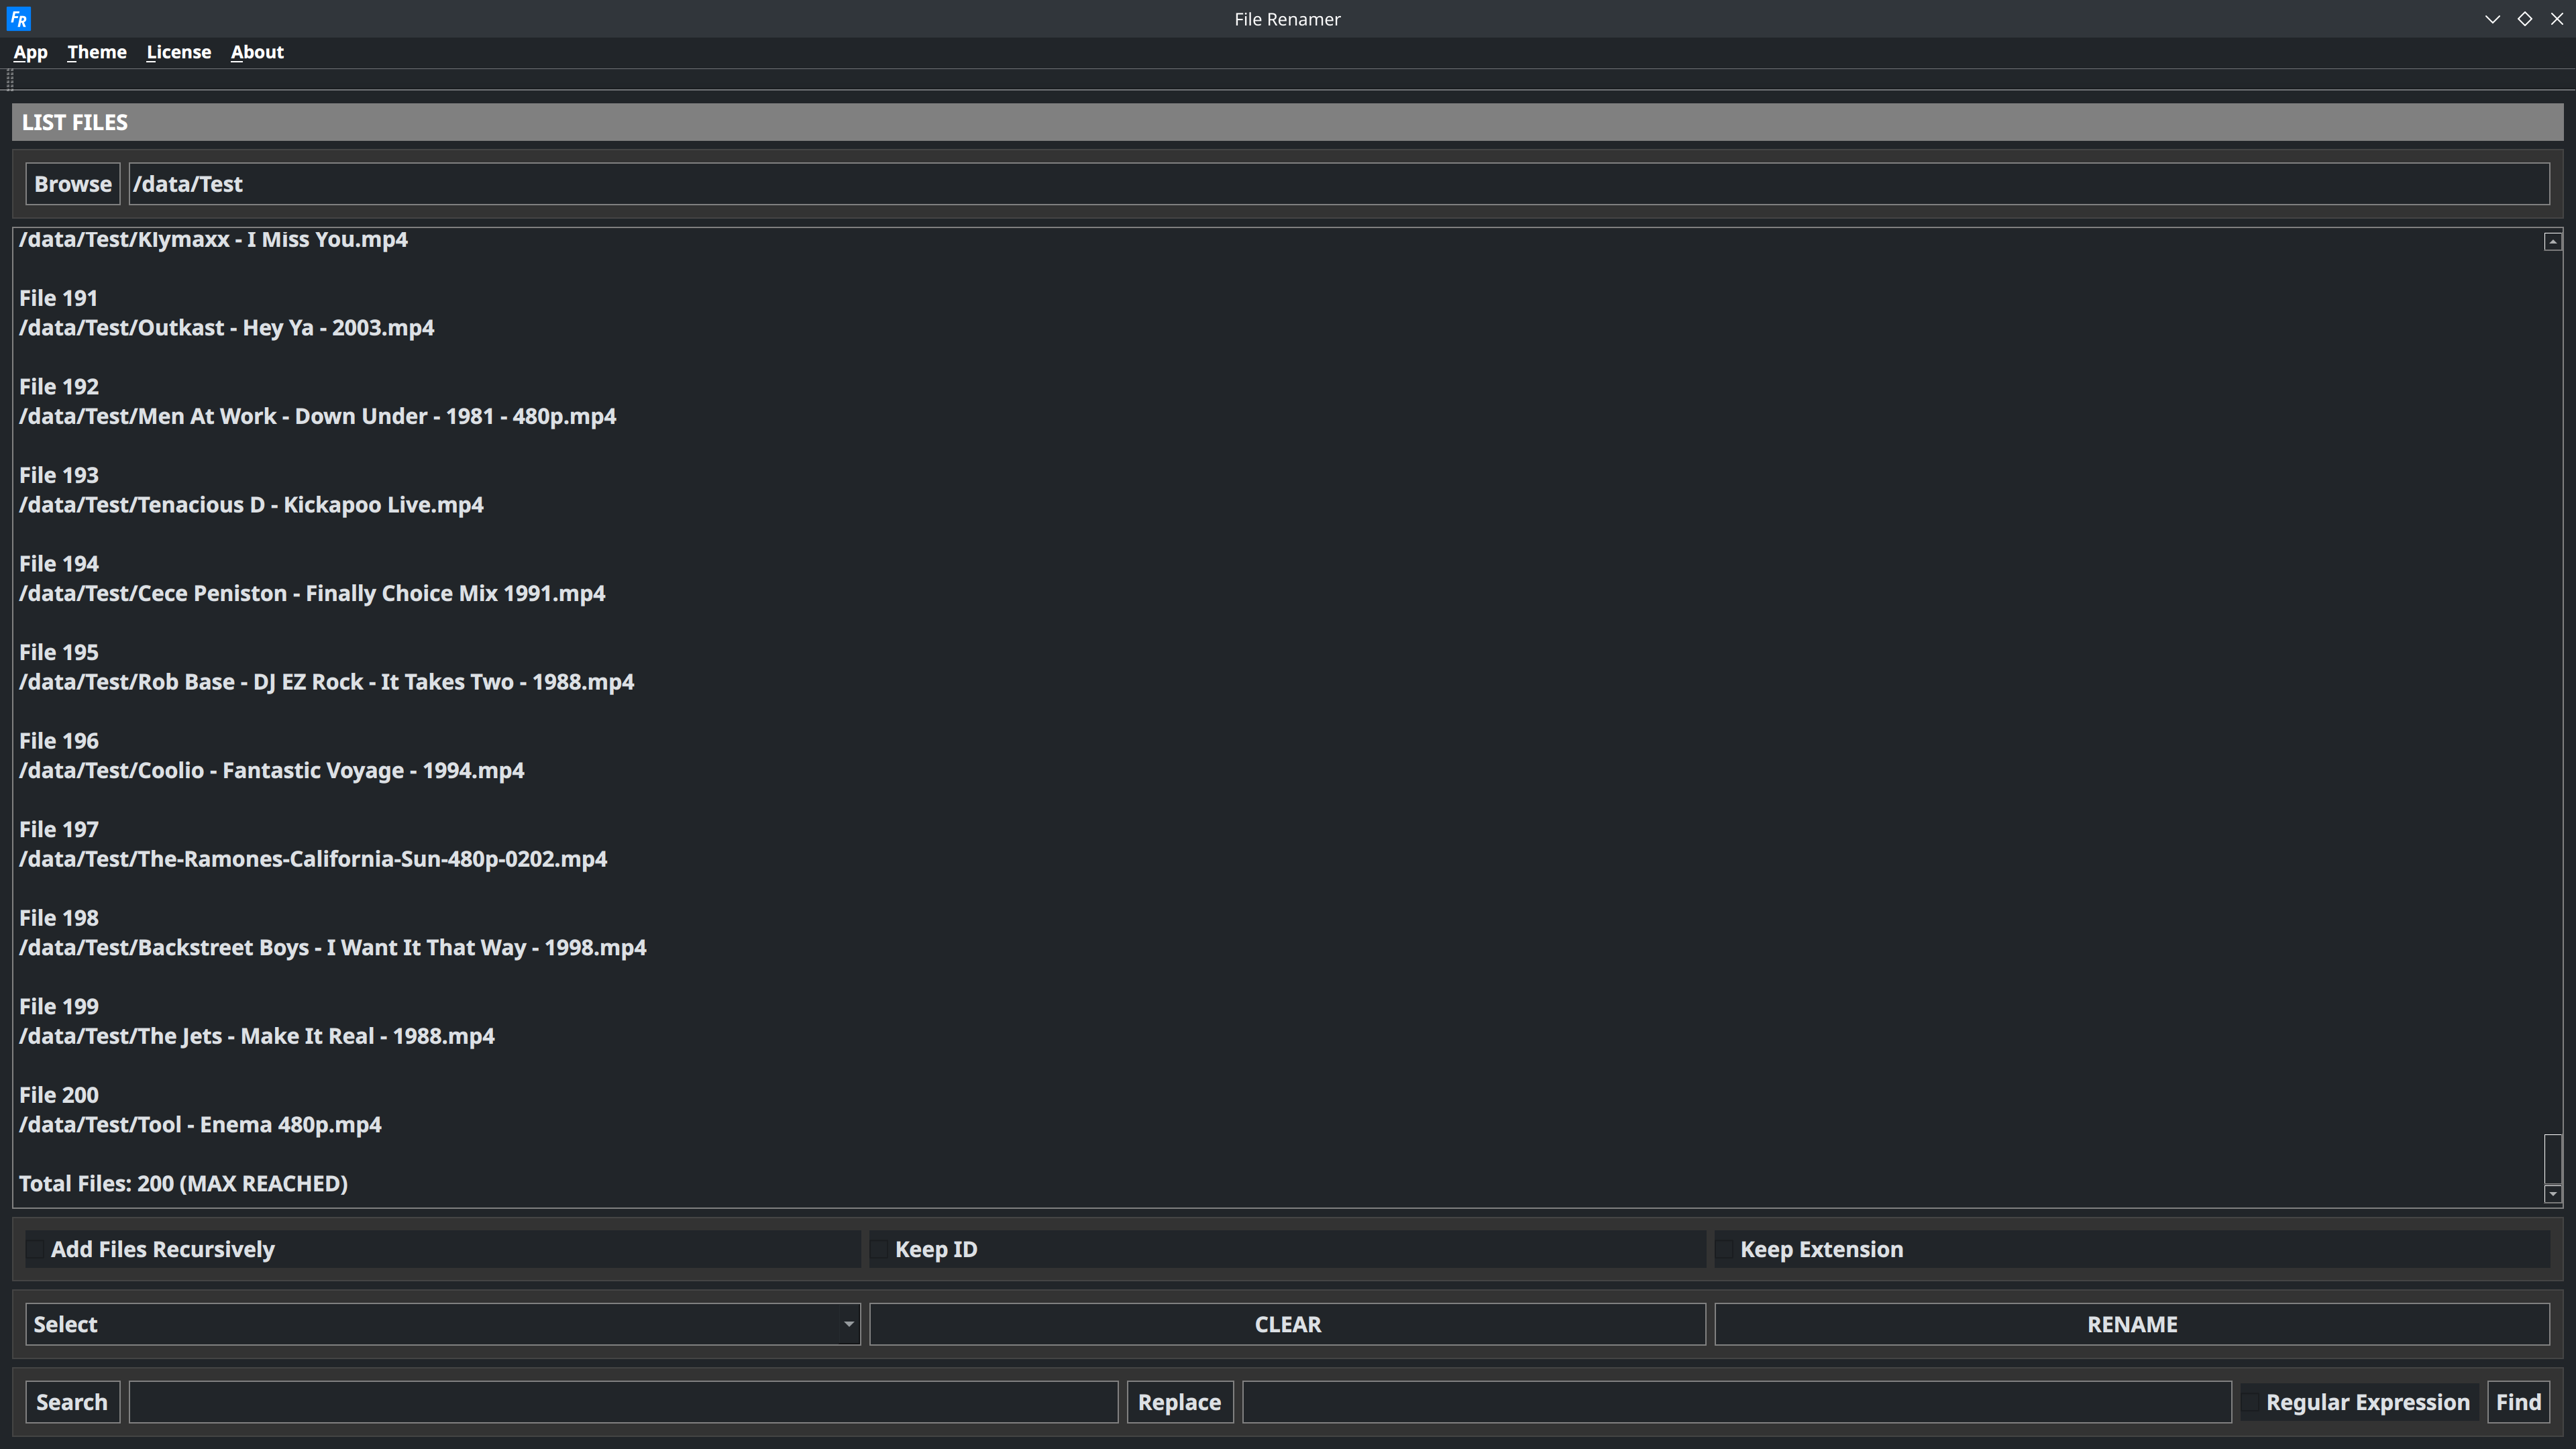 FR
File Renamer
App Theme License About
LIST FILES
Browse /data/Test
/data/Test/Klymaxx - I Miss You.mp4
File 191
/data/Test/Outkast - Hey Ya - 2003.mp4
File 192
/data/Test/Men At Work - Down Under - 1981 - 480p.mp4
File 193
/data/Test/Tenacious D - Kickapoo Live.mp4
File 194
/data/Test/Cece Peniston - Finally Choice Mix 1991.mp4
File 195
/data/Test/Rob Base - DJ EZ Rock - It Takes Two - 1988.mp4
File 196
/data/Test/Coolio - Fantastic Voyage - 1994.mp4
File 197
/data/Test/The-Ramones-California-Sun-480p-0202.mp4
File 198
/data/Test/Backstreet Boys - I Want It That Way - 1998.mp4
File 199
/data/Test/The Jets - Make It Real - 1988.mp4
File 200
/data/Test/Tool - Enema 480p.mp4
Total Files: 200 (MAX REACHED)
Add Files Recursively Keep ID Keep Extension
Select CLEAR RENAME
Search Replace Regular Expression Find